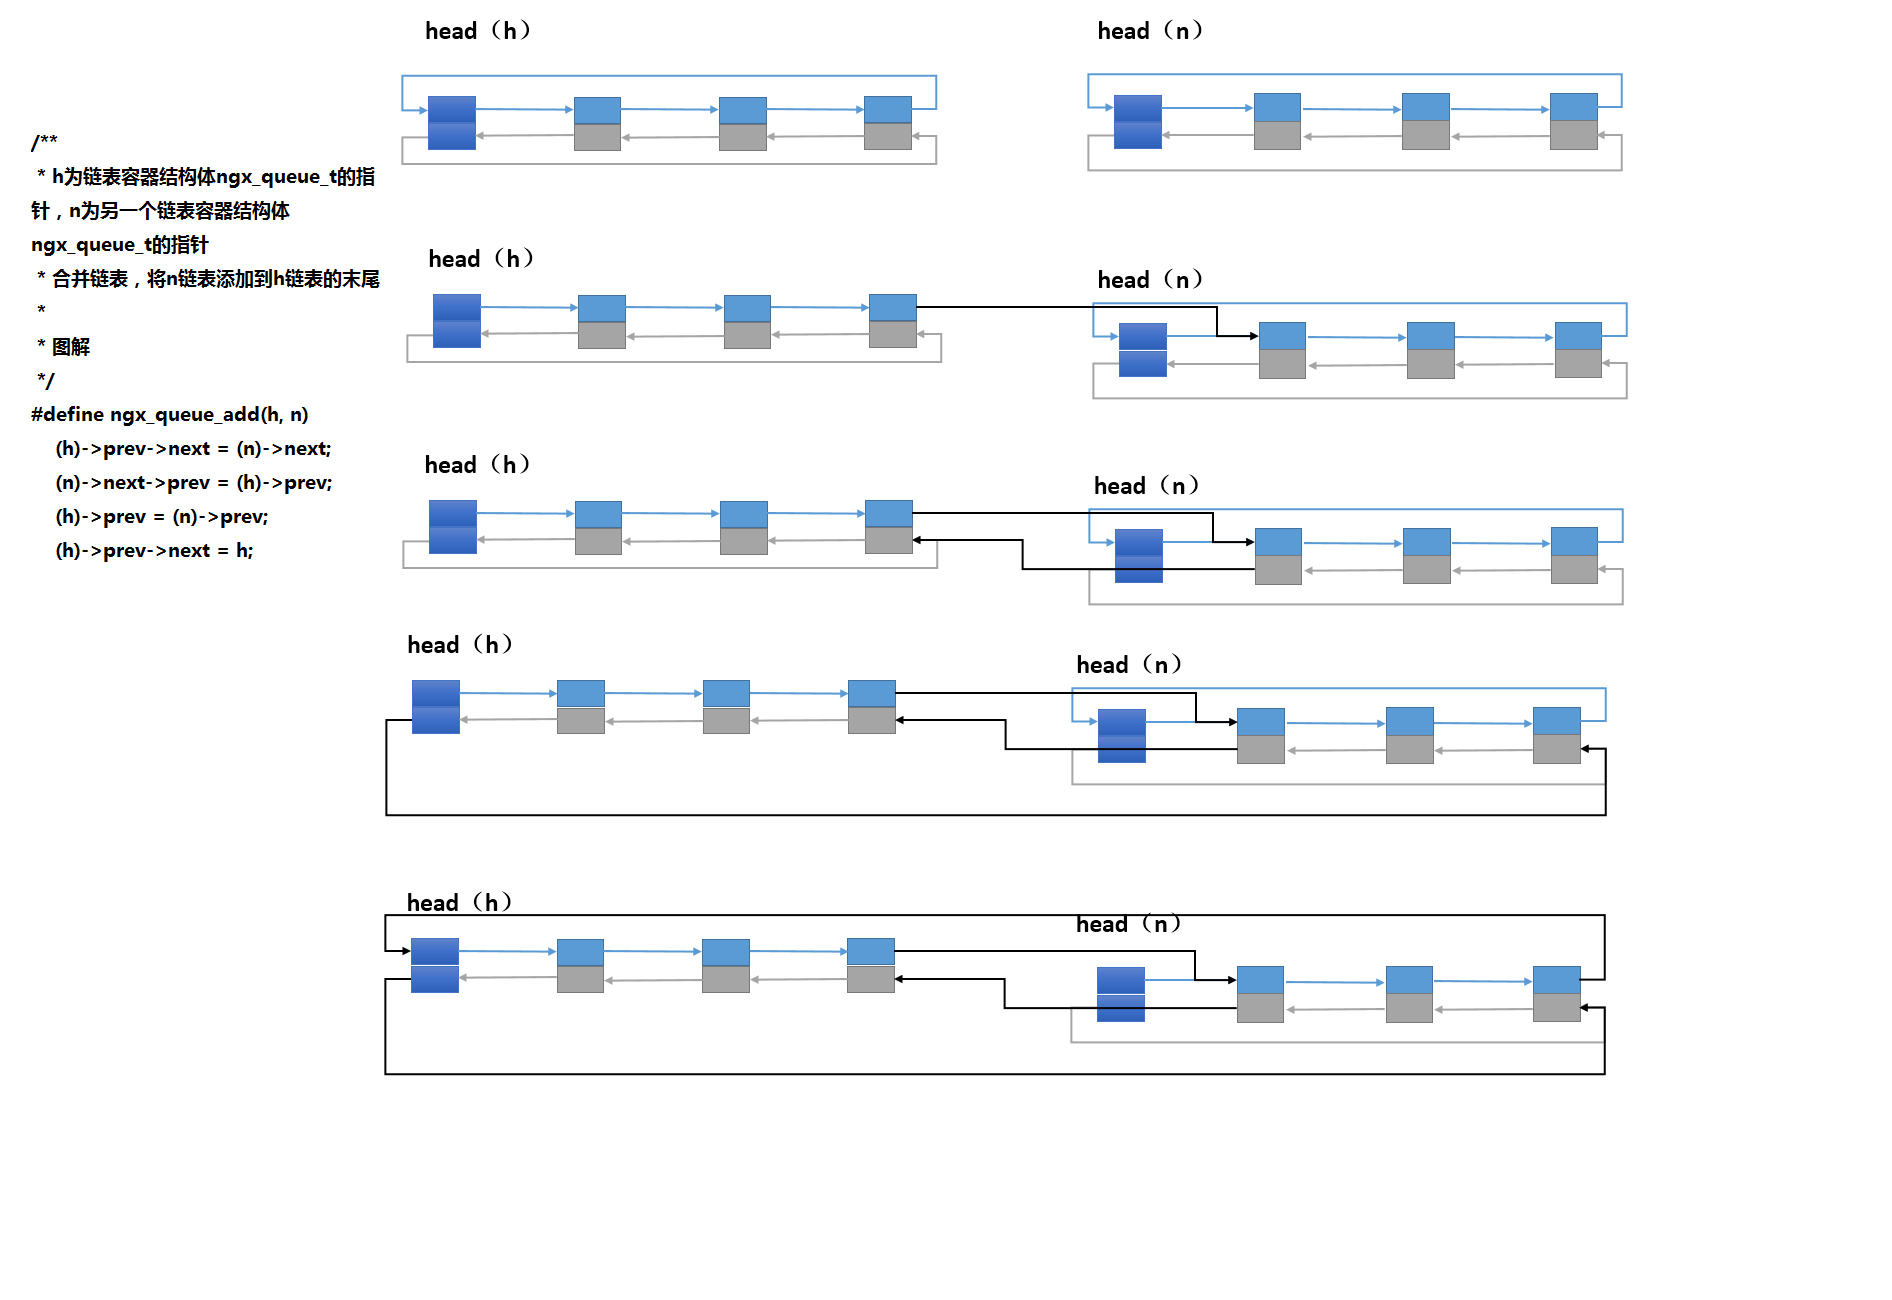 head（h）
head（n）
/**
* h为链表容器结构体ngx_queue_t的指
针，n为另一个链表容器结构体
ngx_queue_t的指针
* 合并链表，将n链表添加到h链表的末尾
*
* 图解
*/
#define ngx_queue_add(h, n)
(h)->prev->next = (n)->next;
(n)->next->prev = (h)->prev;
(h)->prev = (n)->prev;
(h)->prev->next = h;
head（h）
head（n）
head（h）
head（n）
head（h）
head（n）
head（h）
head（n）